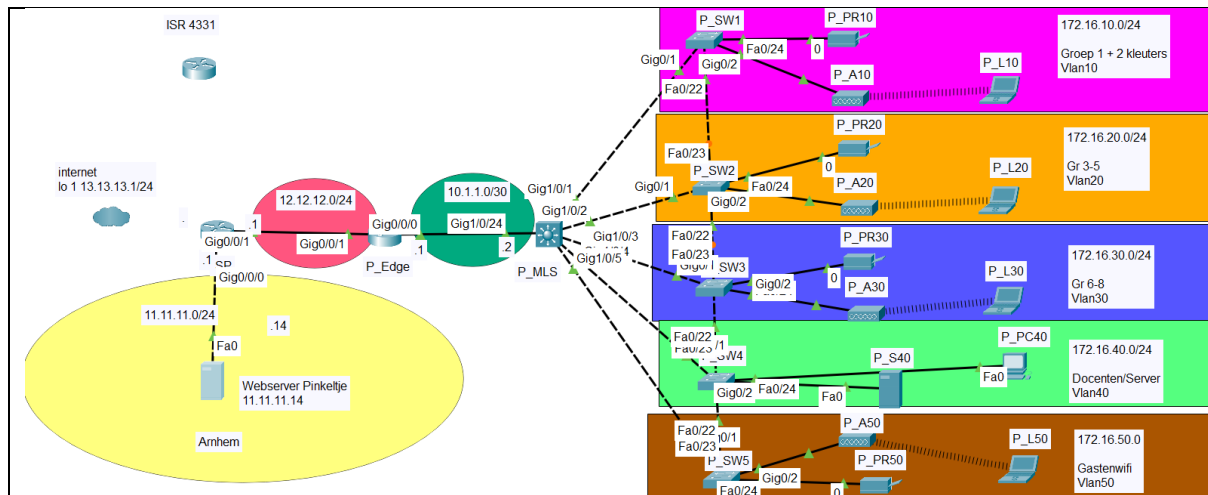 ISR 4331
internet
lo 1 13.13.13.1/24
.
.1
Gig0/0/1
.1
Gig0/0/0
12.12.12.0/24
Gig0/0/1
Gig0/0/0
P_Edge
.1
10.1.1.0/30
Gig1/0/24
.2
P_MLS
Gig1/0/1
Gig1/0/2
Gig1/0/3
Gig1/0/5
11.11.11.0/24
.14
Fa0
Webserver Pinkeltje
11.11.11.14
Arnhem
P_SW1
Gig0/1
Fa0/24
Gig0/2
Fa0/22
0
P_PR10
P_A10
P_L10
172.16.10.0/24
Groep 1 + 2 kleuters
Vlan10
Fa0/23
P_SW2
Gig0/1
Fa0/24
Gig0/2
Fa0/22
0
P_PR20
P_A20
P_L20
172.16.20.0/24
Gr 3-5
Vlan20
Fa0/23
P_SW3
Gig0/2
Fa0/22
0
P_PR30
P_A30
P_L30
172.16.30.0/24
Gr 6-8
Vlan30
Fa0/23
P_SW4
Fa0/24
Gig0/2
Fa0/22
Fa0
P_S40
P_PC40
Fa0
172.16.40.0/24
Docenten/Server
Vlan40
Fa0/23
P_SW5
Gig0/2
Fa0/24
0
P_A50
P_PR50
P_L50
172.16.50.0
Gastenwifi
Vlan50